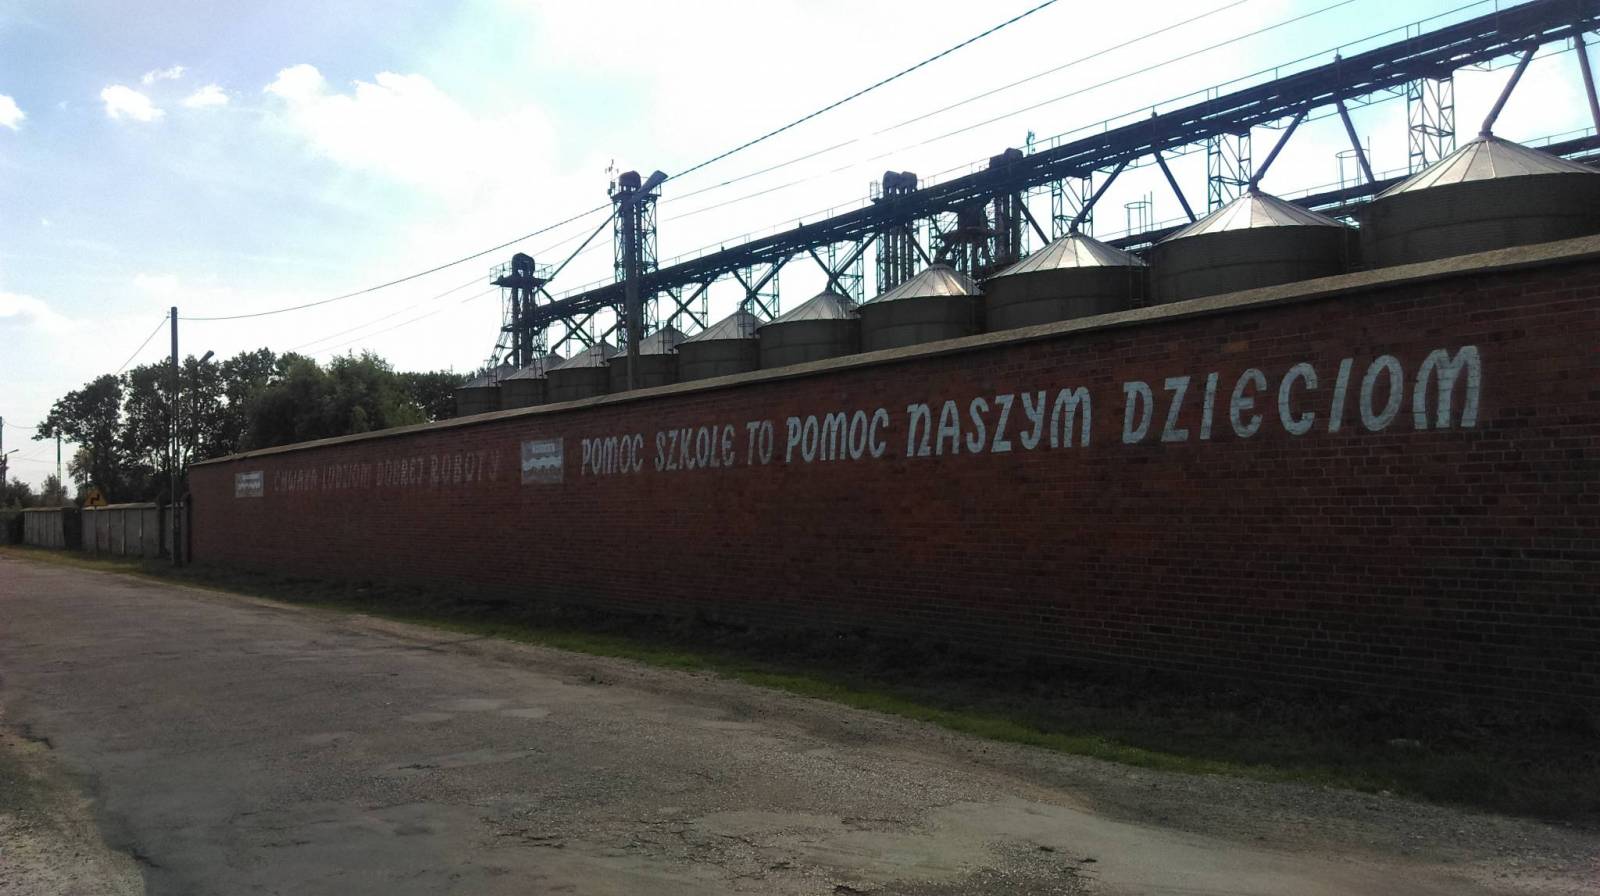 CHWAŁA LUDZIOM DOBREJ ROBOTY
POMOC SZKOLE TO POMOC NASZYM DZIECIOM